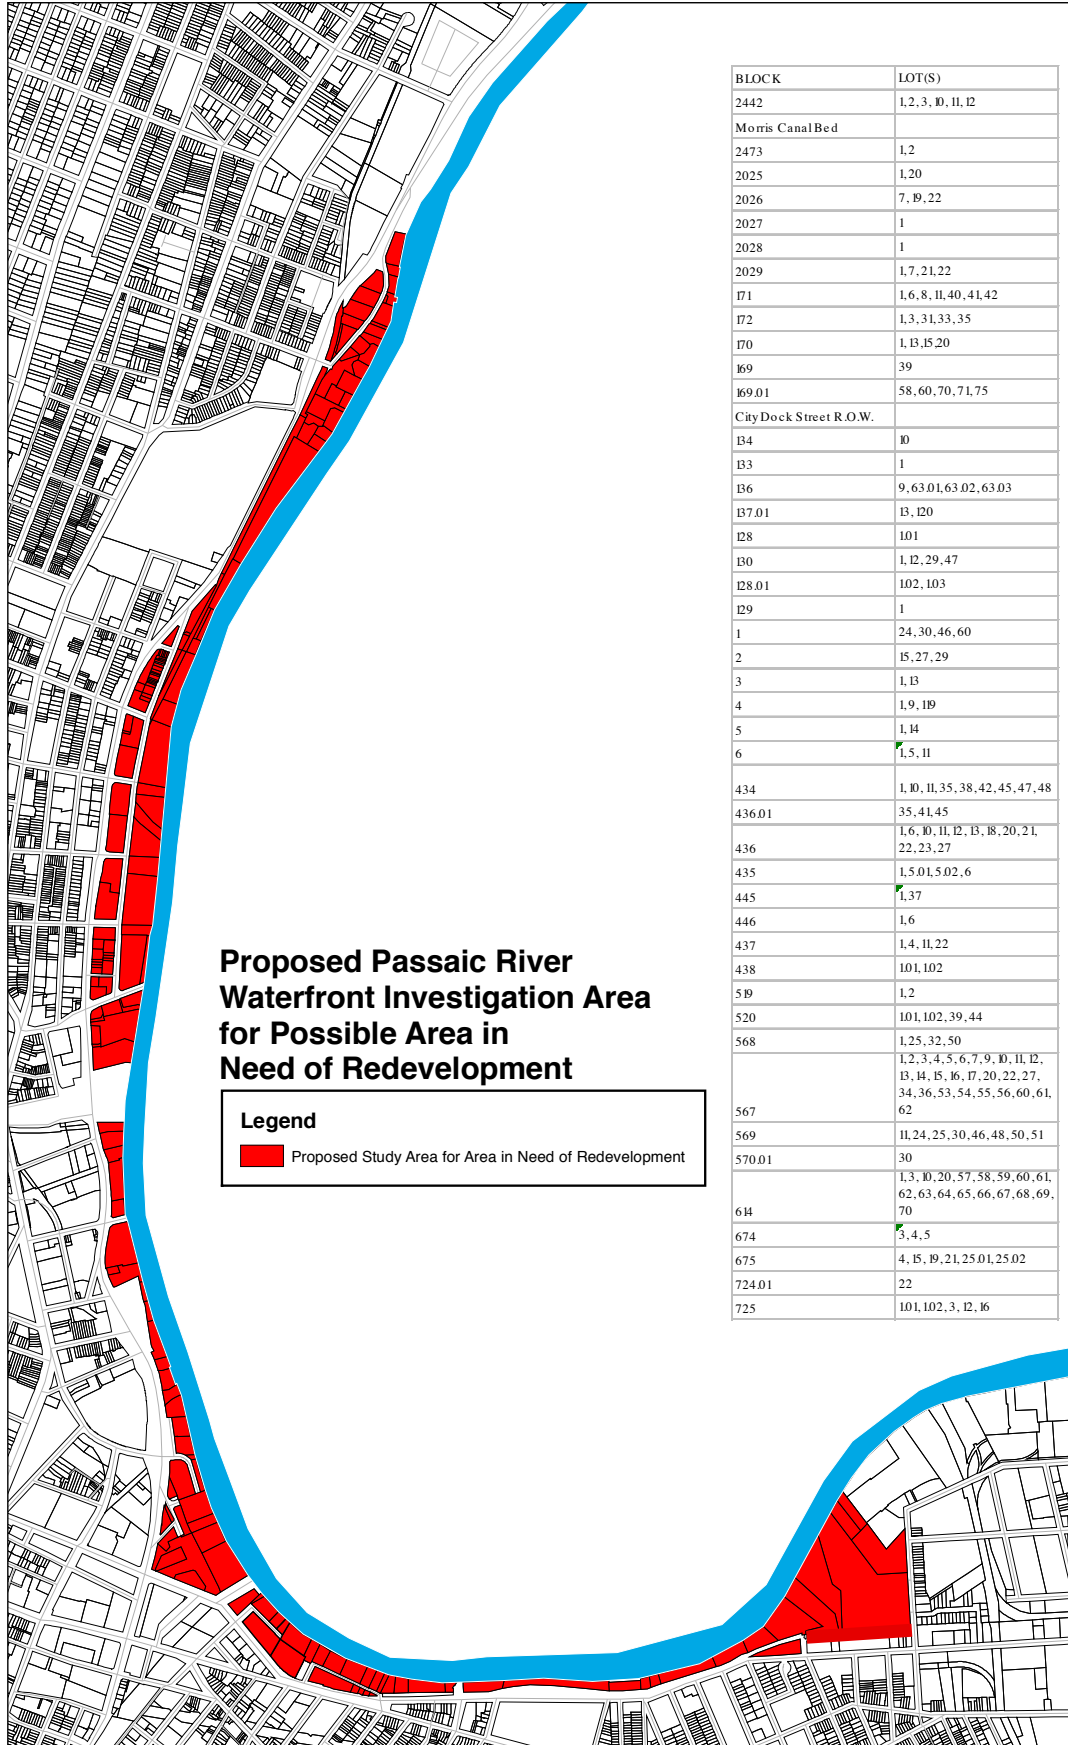 BLOCK LOT(S)
2442 1, 2, 3, 10, 11, 12
Morris Canal Bed
2473 1, 2
2025 1, 20
2026 7, 19, 22
2027 1
2028 1
2029 1, 7, 21, 22
171 1, 6, 8, 11, 40, 41, 42
172 1, 3, 31, 33, 35
170 1, 13, 15, 20
169 39
169.01 58, 60, 70, 71, 75
City Dock Street R.O.W.
134 10
133 1
136 9, 63.01, 63.02, 63.03
137.01 13, 120
128 1.01
130 1, 12, 29, 47
128.01 1.02, 1.03
129 1
1 24, 30, 46, 60
2 15, 27, 29
3 1, 13
4 1, 9, 119
5 1, 14
6 1, 5, 11
434 1, 10, 11, 35, 38, 42, 45, 47, 48
436.01 35, 41, 45
436 1, 6, 10, 11, 12, 13, 18, 20, 21,
22, 23, 27
435 1, 5.01, 5.02, 6
445 1, 37
446 1, 6
437 1, 4, 11, 22
438 1.01, 1.02
519 1, 2
520 1.01, 1.02, 39, 44
568 1, 25, 32, 50
1, 2, 3, 4, 5, 6, 7, 9, 10, 11, 12,
13, 14, 15, 16, 17, 20, 22, 27,
34, 36, 53, 54, 55, 56, 60, 61,
567 62
569 11, 24, 25, 30, 46, 48, 50, 51
570.01 30
1, 3, 10, 20, 57, 58, 59, 60, 61,
62, 63, 64, 65, 66, 67, 68, 69,
614 70
674 3, 4, 5
675 4, 15, 19, 21, 25.01, 25.02
724.01 22
725 1.01, 1.02, 3, 12, 16
Proposed Passaic River
Waterfront Investigation Area
for Possible Area in
Need of Redevelopment
Legend
Proposed Study Area for Area in Need of Redevelopment